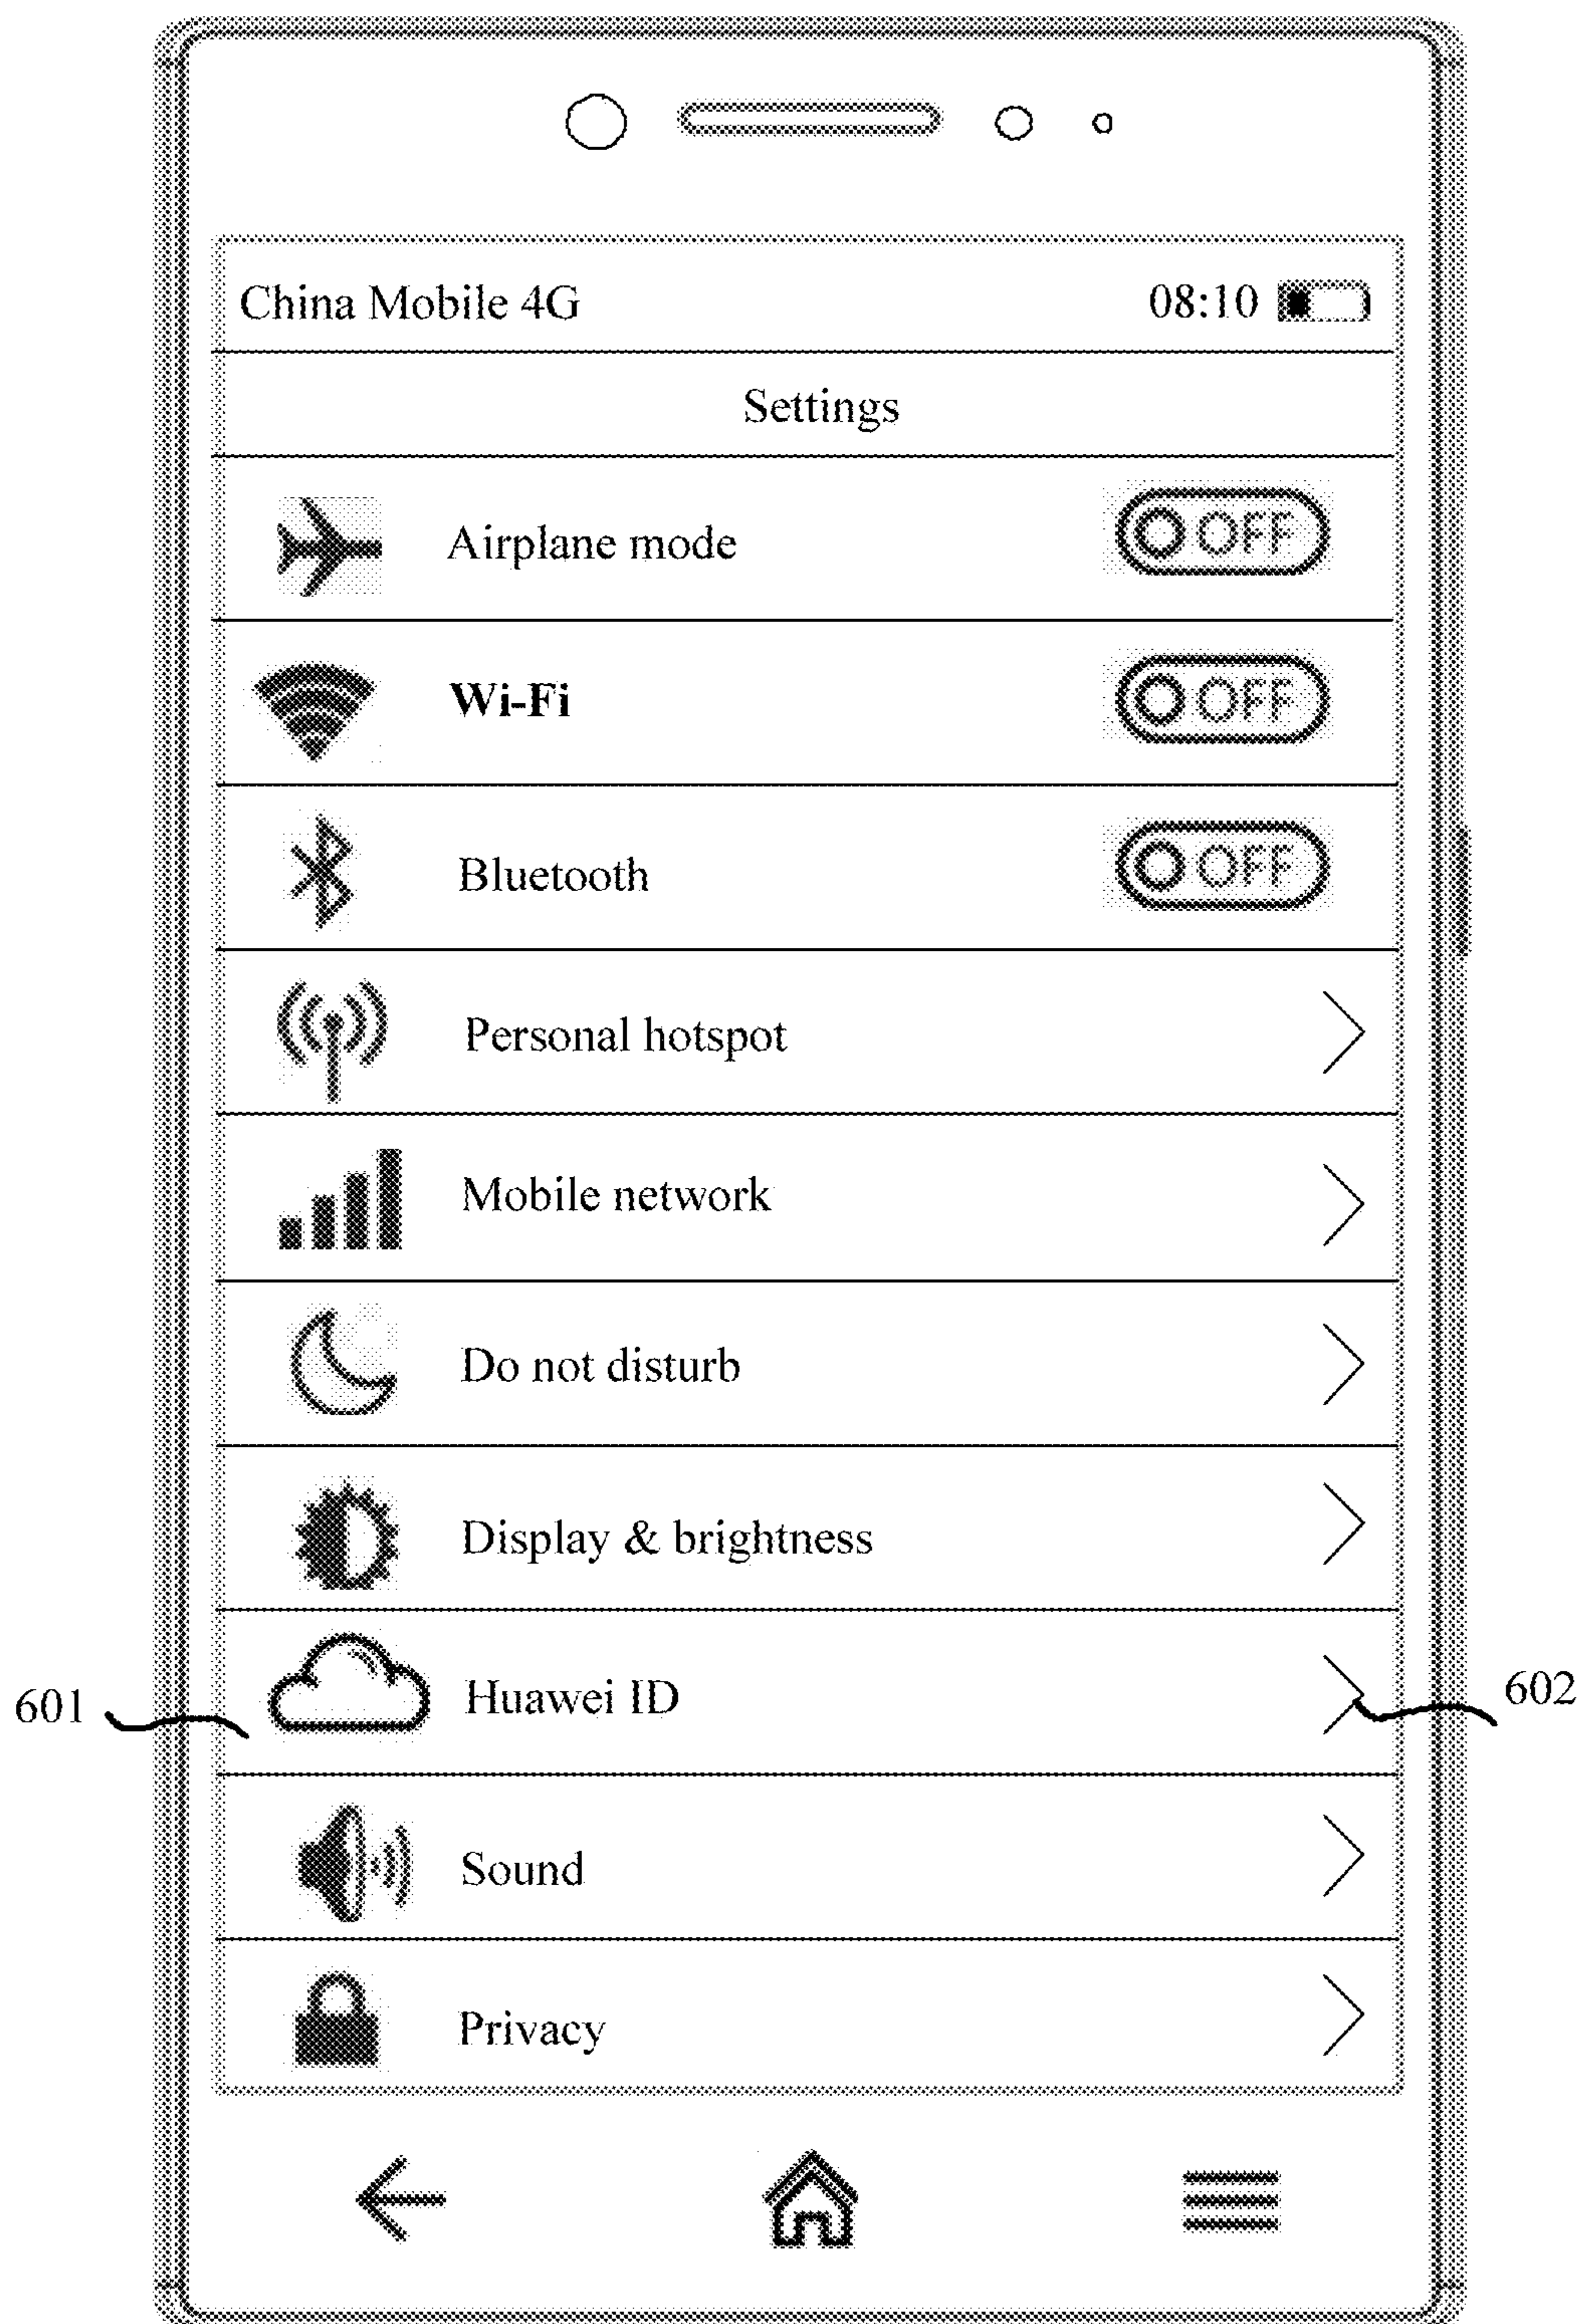 China Mobile 4G 08:10
Settings
Airplane mode OFF
Wi-Fi OFF
Bluetooth OFF
Personal hotspot
Mobile network
Do not disturb
Display & brightness
601 Huawei ID 602
Sound
Privacy